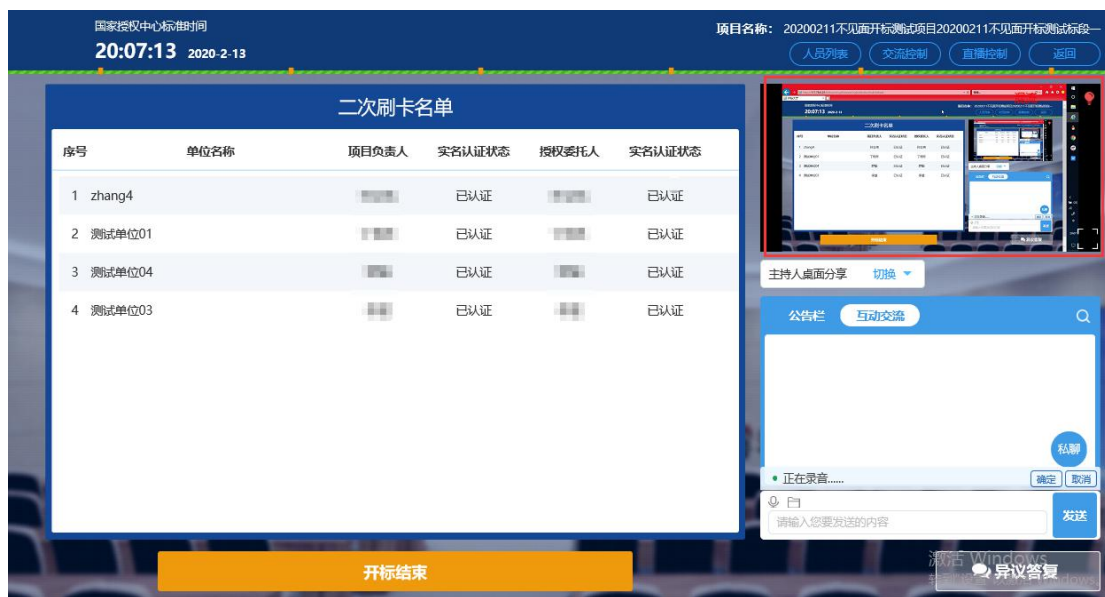 国家授权中心标准时间
20:07:13 2020-2-13
项目名称: 20200211不见面开标测试项目20200211不见面开标测试标段一
人员列表 交流控制 直播控制 返回
二次刷卡名单
序号 单位名称 项目负责人 实名认证状态 授权委托人 实名认证状态
1 zhang4 已认证 已认证
2 测试单位01 已认证 已认证
3 测试单位04 已认证 已认证
4 测试单位03 已认证 已认证
20:07:13
二次刷卡名单
主持人桌面分享 切换
公告栏 互动交流
私聊
正在录音......
确定 取消
请输入您要发送的内容
发送
开标结束
激活 Windows
异议答复